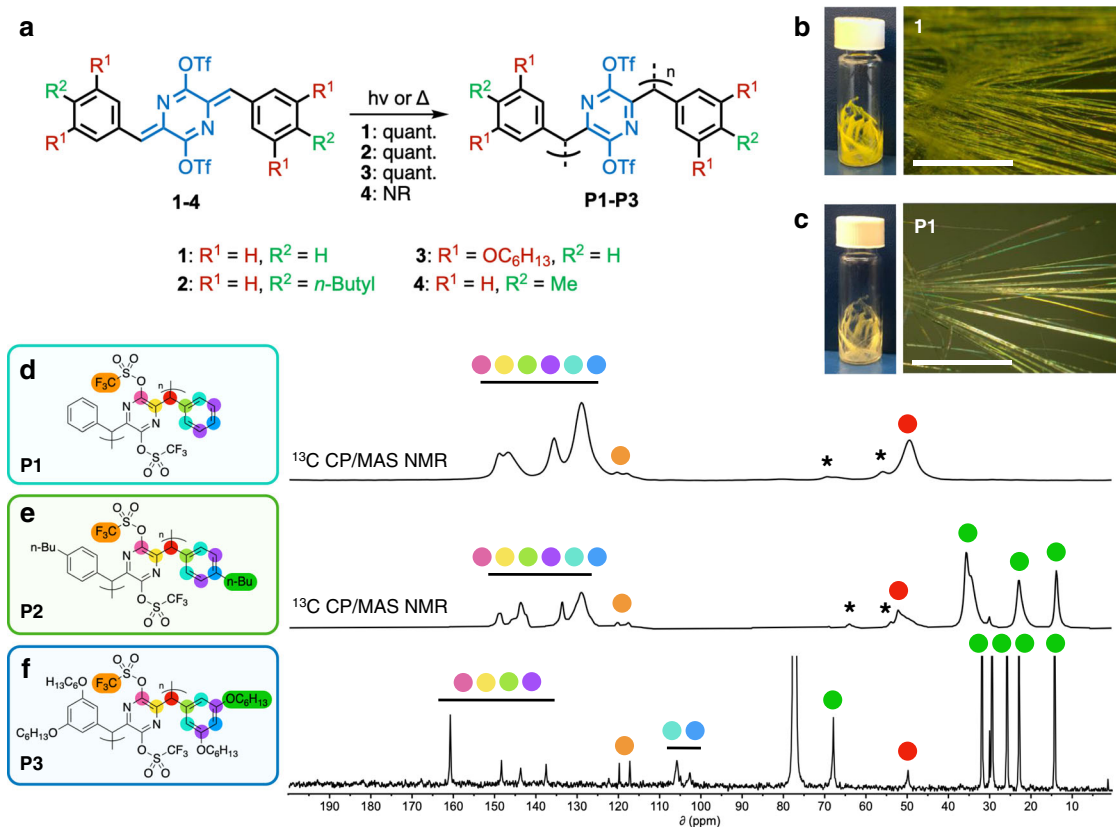 a
R¹
R²
R¹
OTf
N
N
OTf
R¹
R²
R¹
1-4
hν or Δ
1: quant.
2: quant.
3: quant.
4: NR
R¹
R²
R¹
OTf
n
N
N
OTf
R¹
R²
R¹
P1-P3
1: R¹ = H, R² = H
3: R¹ = OC₆H₁₃, R² = H
2: R¹ = H, R² = n-Butyl
4: R¹ = H, R² = Me
b
1
c
P1
d
O
S
O
F₃C
O
n
N
N
O
O
S
CF₃
O
P1
¹³C CP/MAS NMR
* *
e
O
S
O
F₃C
O
n
n-Bu
N
N
n-Bu
O
O
S
CF₃
O
P2
¹³C CP/MAS NMR
* *
f
O
S
O
H₁₃C₆O
F₃C
O
n
OC₆H₁₃
N
N
C₆H₁₃O
O
OC₆H₁₃
O
S
CF₃
O
P3
190 180 170 160 150 140 130 120 110 100 90 80 70 60 50 40 30 20 10
∂ (ppm)